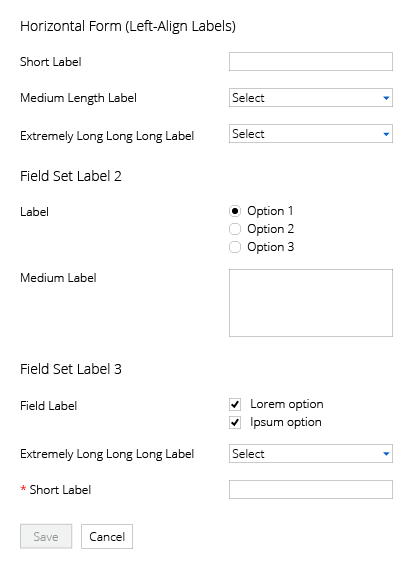 Horizontal Form (Left-Align Labels)
Short Label
Medium Length Label Select
Extremely Long Long Long Label Select
Field Set Label 2
Label Option 1
Option 2
Option 3
Medium Label
Field Set Label 3
Field Label Lorem option
Ipsum option
Extremely Long Long Long Label Select
* Short Label
Save Cancel